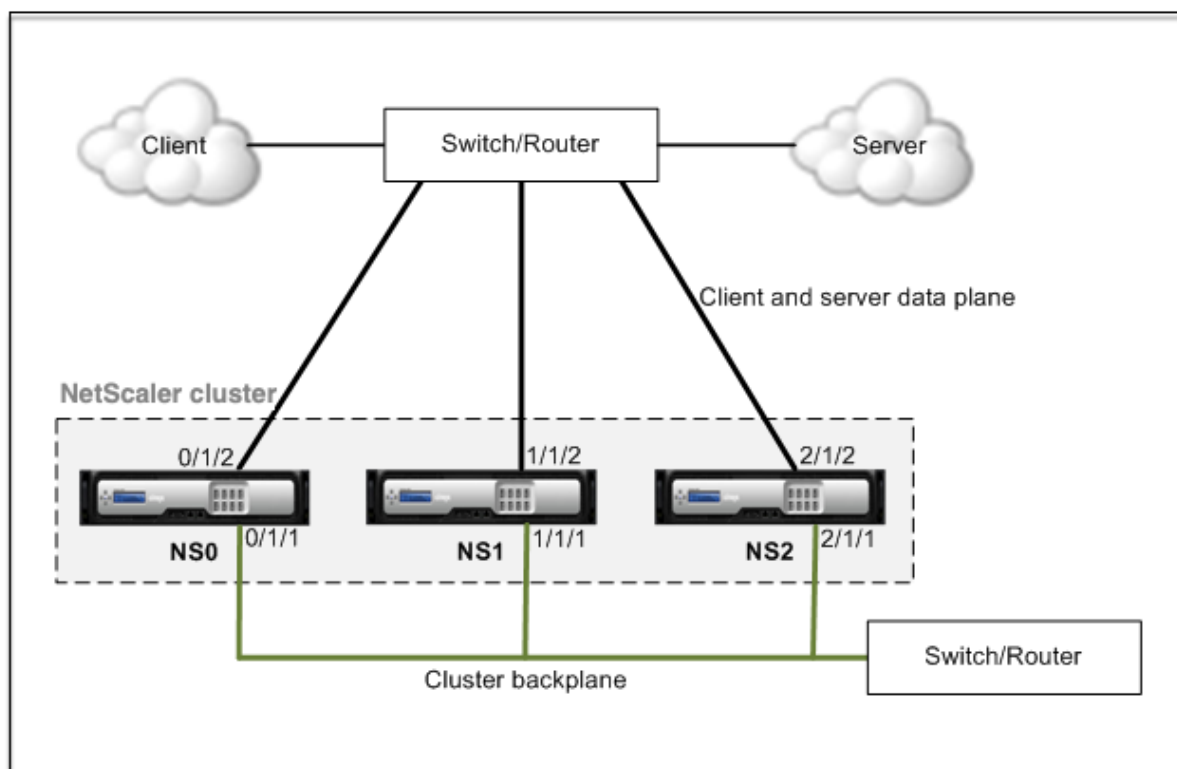 Client
Switch/Router
Server
Client and server data plane
NetScaler cluster
0/1/2
1/1/2
2/1/2
0/1/1
1/1/1
2/1/1
NS0
NS1
NS2
Switch/Router
Cluster backplane